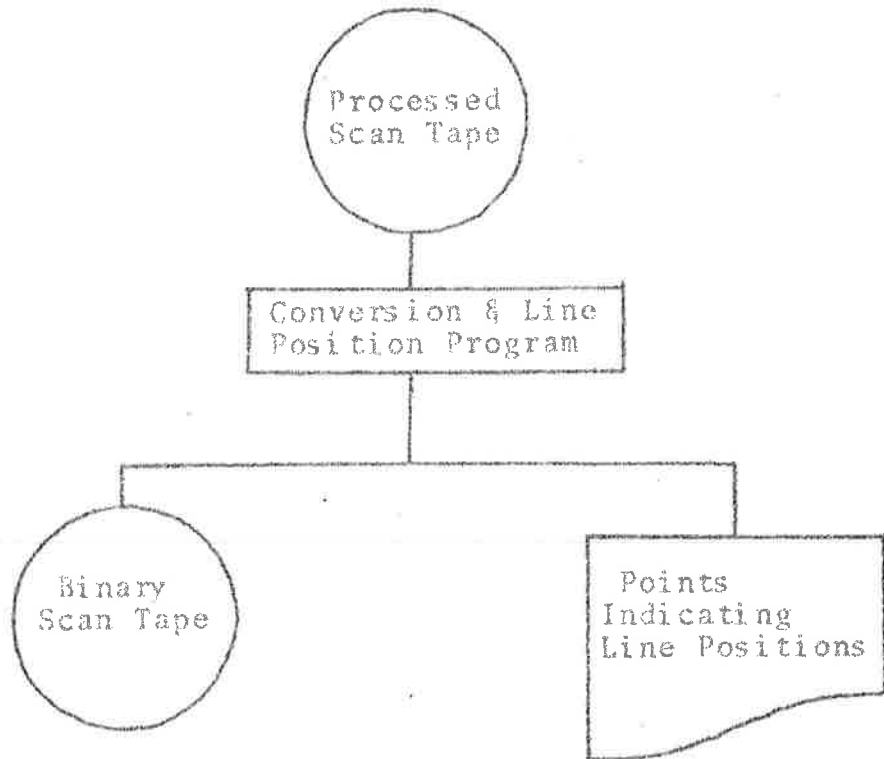 Processed
Scan Tape
Conversion & Line
Position Program
Binary
Scan Tape
Points
Indicating
Line Positions